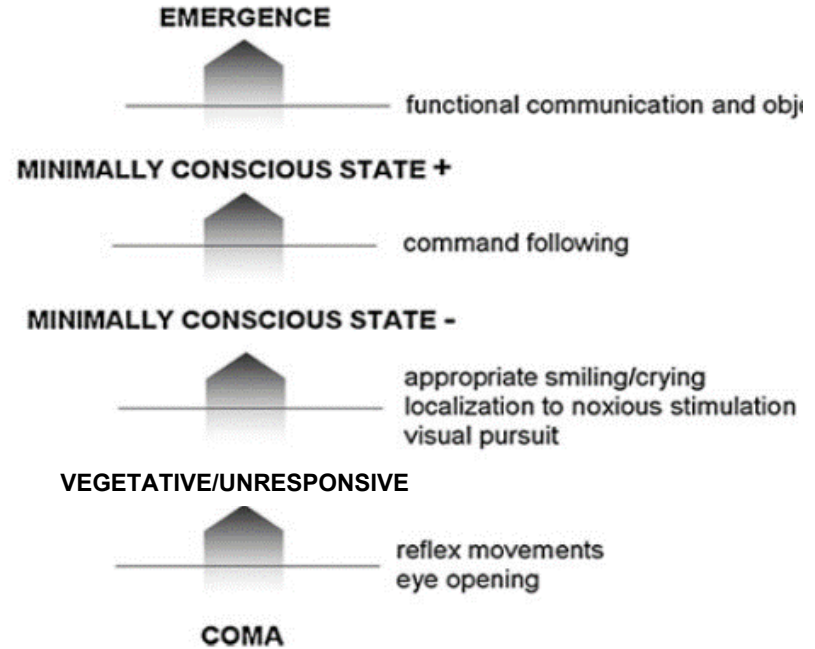 EMERGENCE
functional communication and obj
MINIMALLY CONSCIOUS STATE +
command following
MINIMALLY CONSCIOUS STATE -
appropriate smiling/crying
localization to noxious stimulation
visual pursuit
VEGETATIVE/UNRESPONSIVE
reflex movements
eye opening
COMA